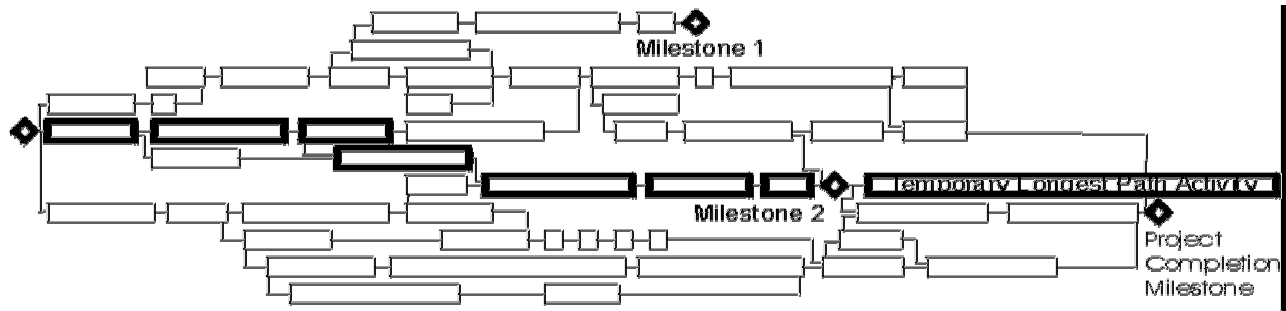 Milestone 1
Temporary Longest Path Activity
Milestone 2
Project
Completion
Milestone